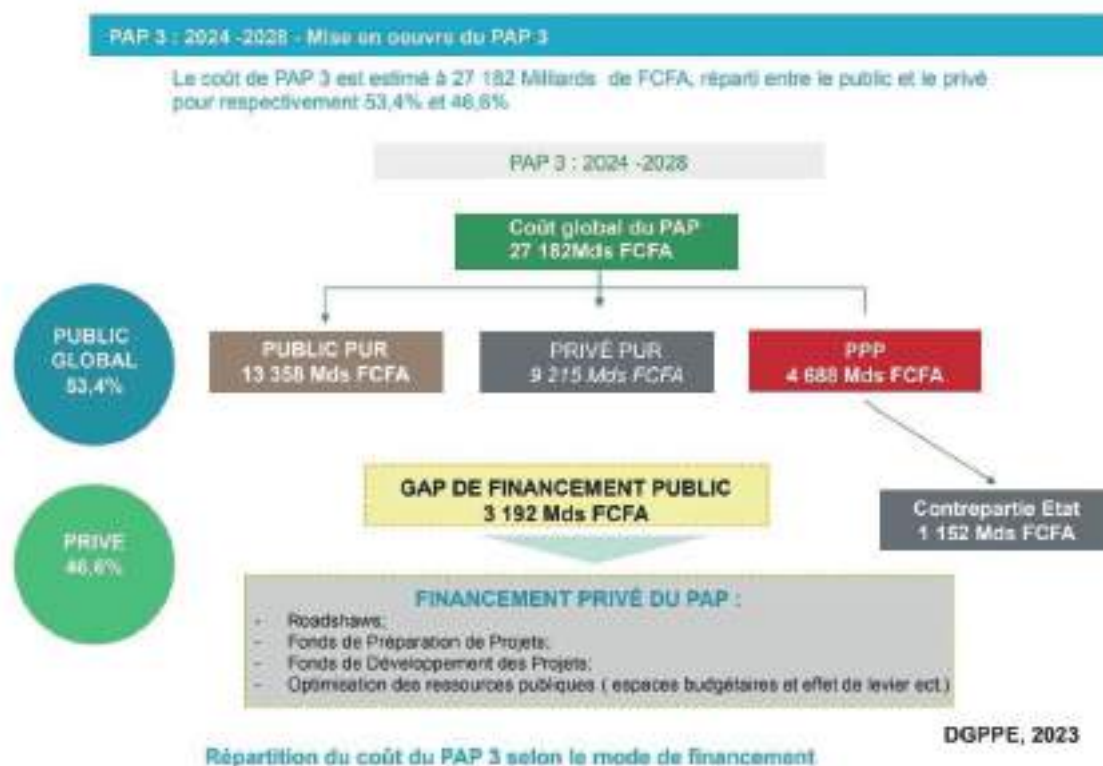 PAP 3 : 2024 -2028 - Mise en oeuvre du PAP 3
Le coût de PAP 3 est estimé à 27 182 Milliards de FCFA, réparti entre le public et le privé
pour respectivement 53,4% et 46,6%
PAP 3 : 2024 -2028
Coût global du PAP
27 182Mds FCFA
PUBLIC
GLOBAL
53,4%
PUBLIC PUR
13 358 Mds FCFA
PRIVÉ PUR
9 215 Mds FCFA
PPP
4 688 Mds FCFA
GAP DE FINANCEMENT PUBLIC
3 192 Mds FCFA
Contrepartie Etat
1 152 Mds FCFA
PRIVE
46,6%
FINANCEMENT PRIVÉ DU PAP :
- Roadshaws;
- Fonds de Préparation de Projets;
- Fonds de Développement des Projets;
- Optimisation des ressources publiques ( espaces budgétaires et effet de levier ect.)
DGPPE, 2023
Répartition du coût du PAP 3 selon le mode de financement